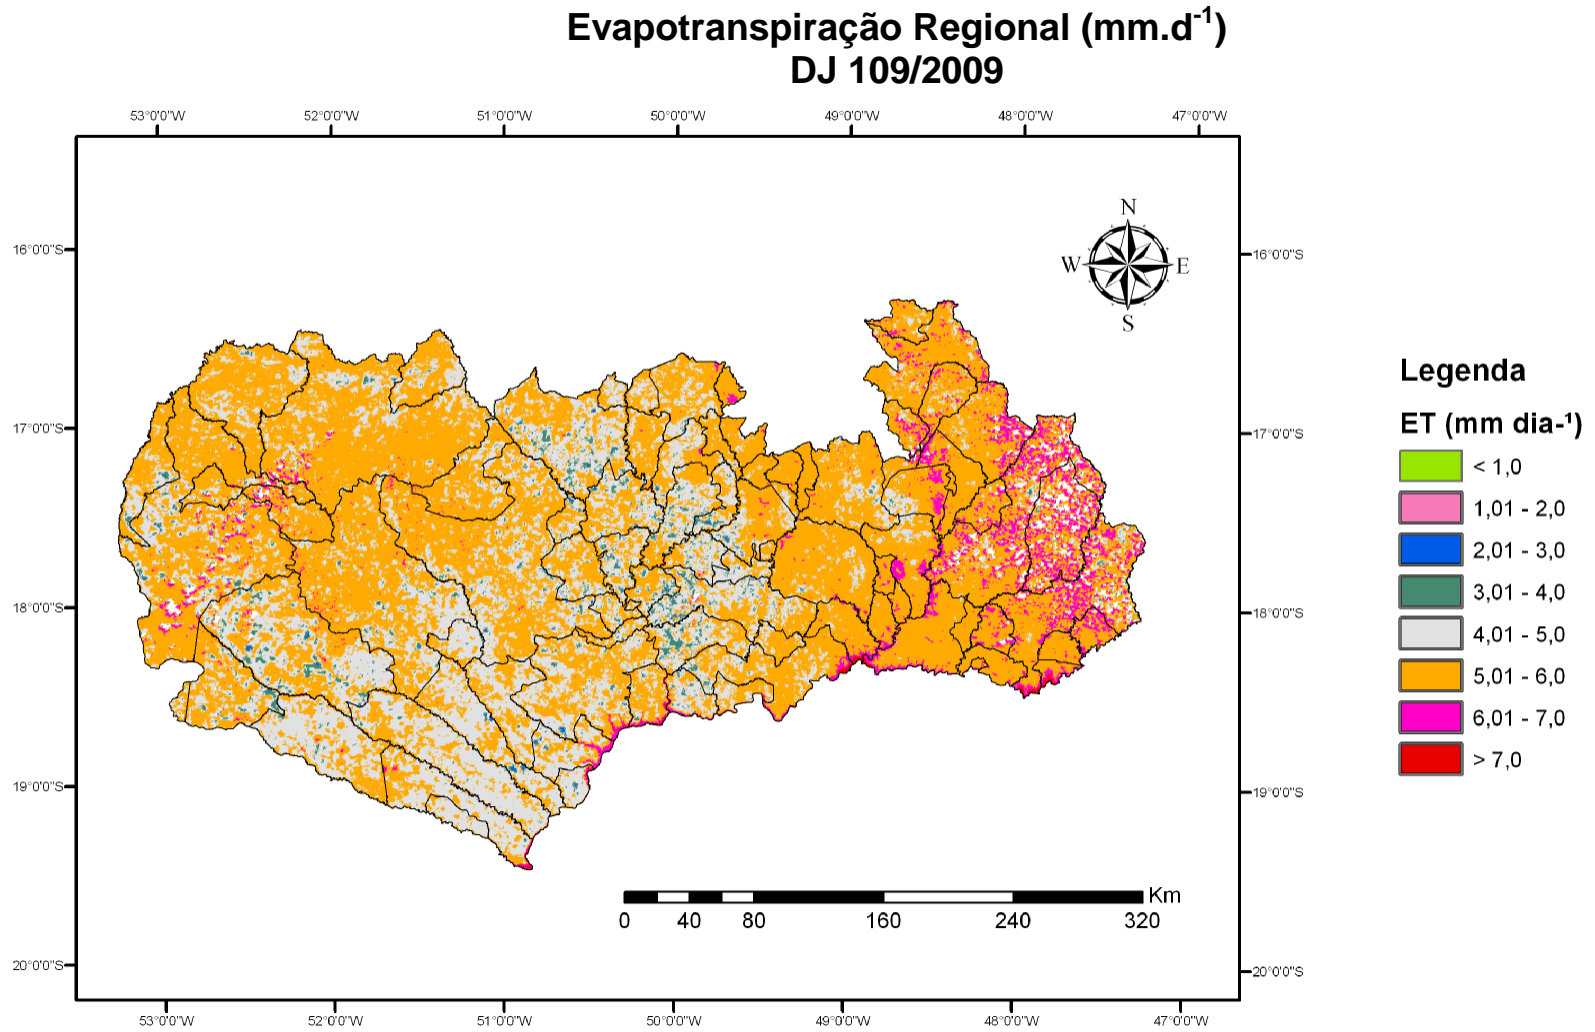 Evapotranspiração Regional (mm.d⁻¹)
DJ 109/2009
53°0'0"W 52°0'0"W 51°0'0"W 50°0'0"W 49°0'0"W 48°0'0"W 47°0'0"W
N
W E
S
16°0'0"S 16°0'0"S
17°0'0"S 17°0'0"S
18°0'0"S 18°0'0"S
19°0'0"S 19°0'0"S
20°0'0"S 20°0'0"S
Km
0 40 80 160 240 320
53°0'0"W 52°0'0"W 51°0'0"W 50°0'0"W 49°0'0"W 48°0'0"W 47°0'0"W
Legenda
ET (mm dia-¹)
< 1,0
1,01 - 2,0
2,01 - 3,0
3,01 - 4,0
4,01 - 5,0
5,01 - 6,0
6,01 - 7,0
> 7,0